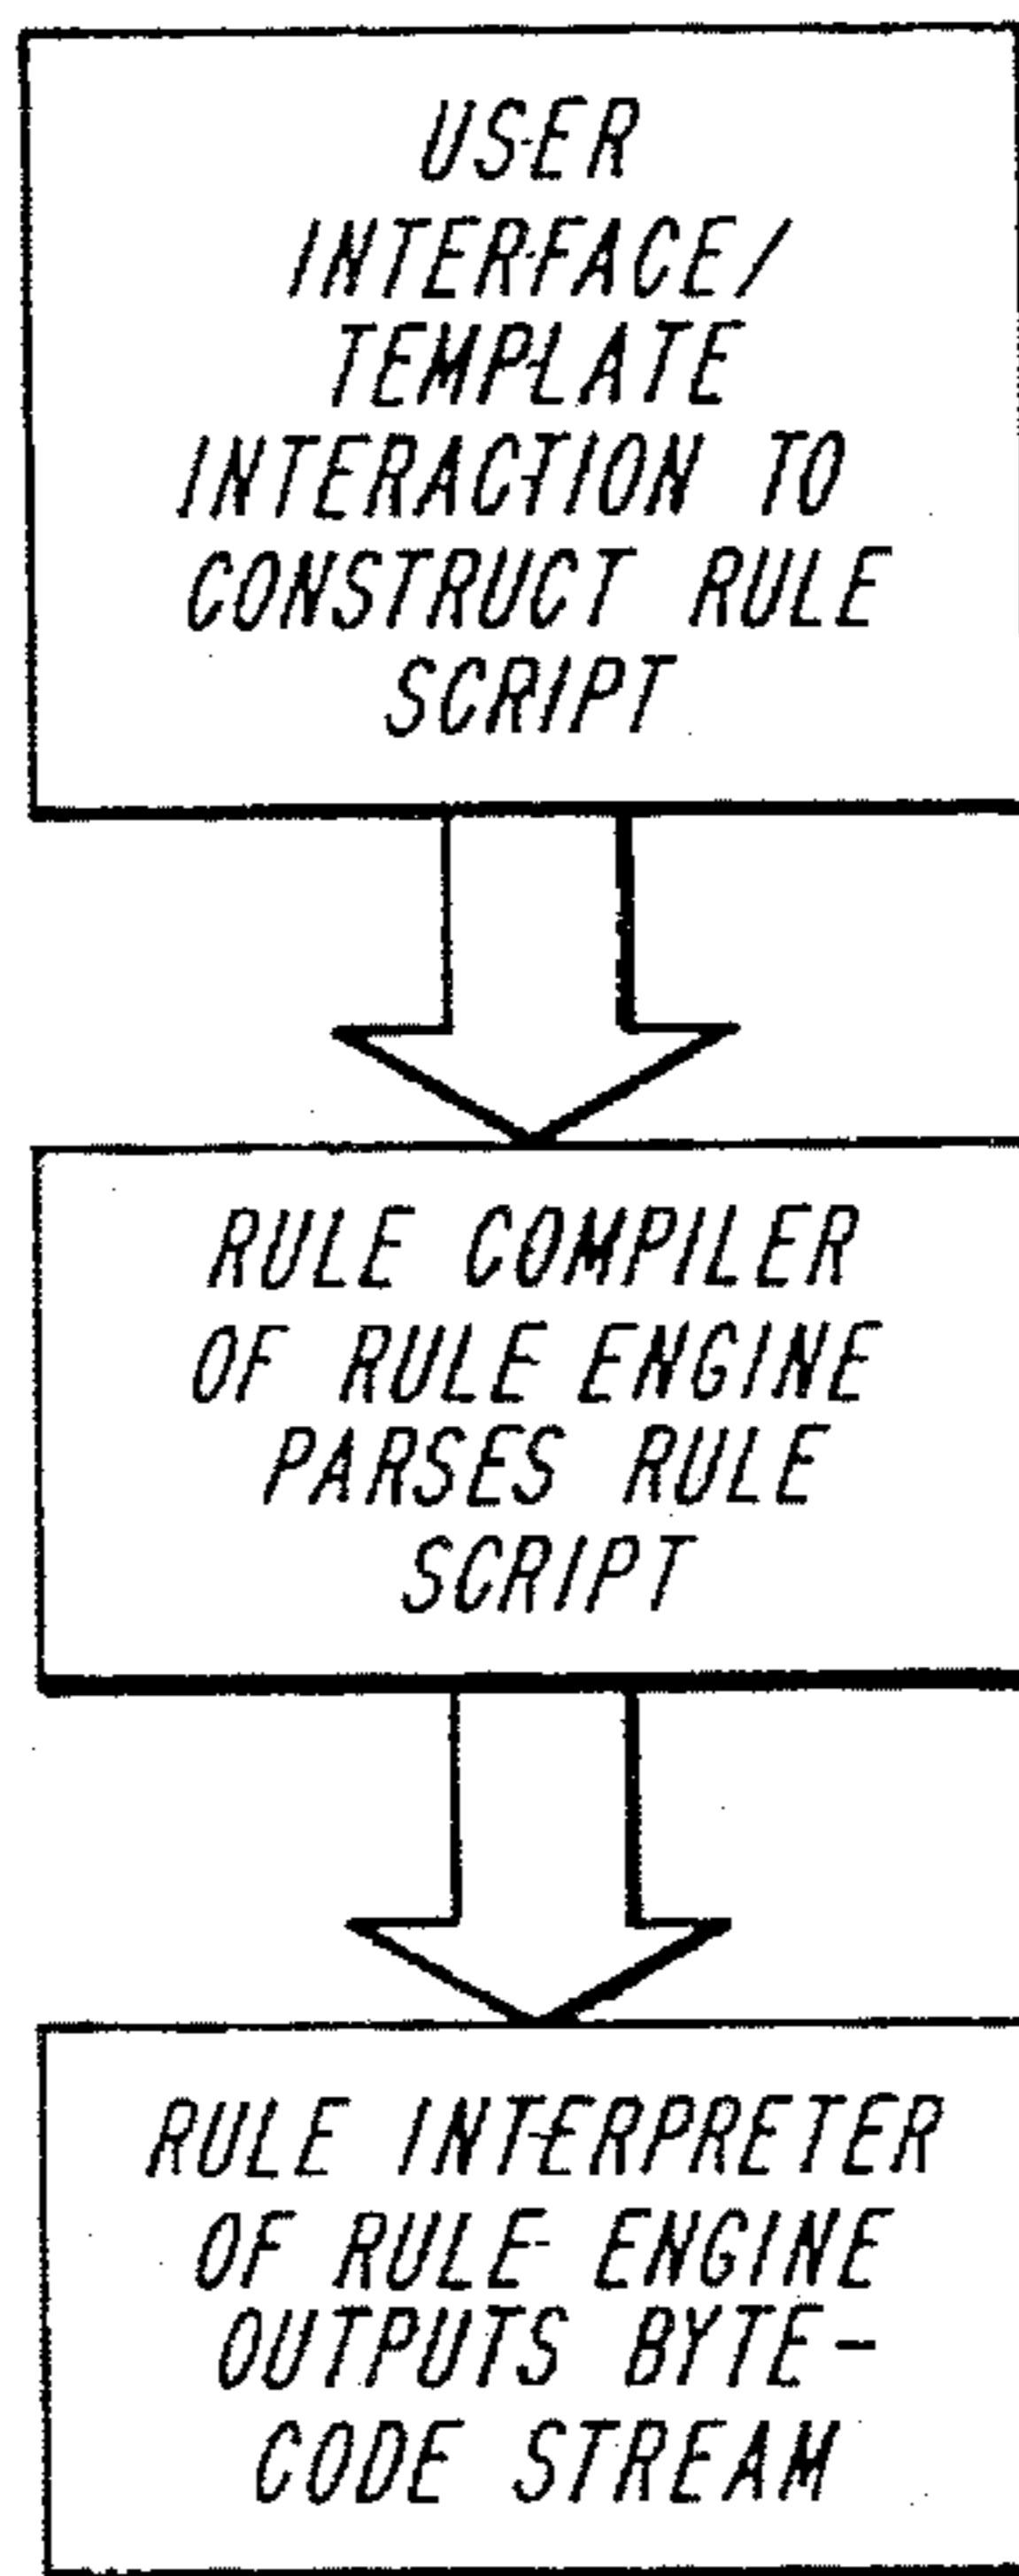 USER
INTERFACE/
TEMPLATE
INTERACTION TO
CONSTRUCT RULE
SCRIPT
RULE COMPILER
OF RULE ENGINE
PARSES RULE
SCRIPT
RULE INTERPRETER
OF RULE ENGINE
OUTPUTS BYTE-
CODE STREAM